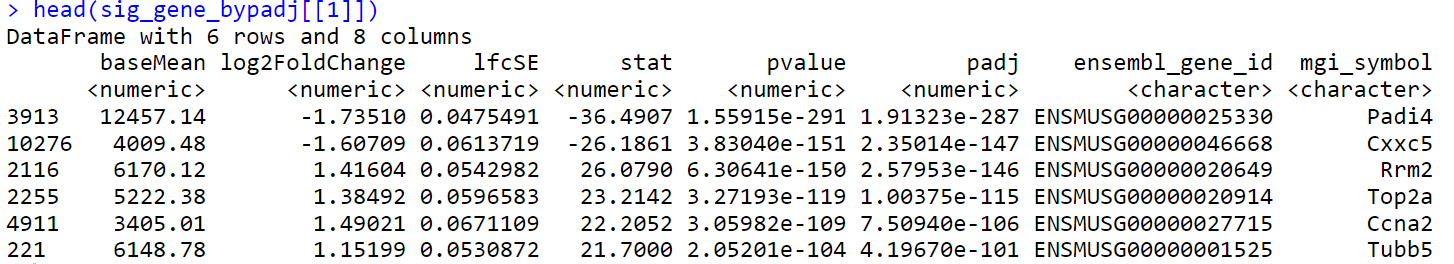 > head(sig_gene_bypadj[[1]])
DataFrame with 6 rows and 8 columns
baseMean log2FoldChange lfcSE stat pvalue padj ensembl_gene_id mgi_symbol
<numeric> <numeric> <numeric> <numeric> <numeric> <numeric> <character> <character>
3913 12457.14 -1.73510 0.0475491 -36.4907 1.55915e-291 1.91323e-287 ENSMUSG00000025330 Padi4
10276 4009.48 -1.60709 0.0613719 -26.1861 3.83040e-151 2.35014e-147 ENSMUSG00000046668 Cxxc5
2116 6170.12 1.41604 0.0542982 26.0790 6.30641e-150 2.57953e-146 ENSMUSG00000020649 Rrm2
2255 5222.38 1.38492 0.0596583 23.2142 3.27193e-119 1.00375e-115 ENSMUSG00000020914 Top2a
4911 3405.01 1.49021 0.0671109 22.2052 3.05982e-109 7.50940e-106 ENSMUSG00000027715 Ccna2
221 6148.78 1.15199 0.0530872 21.7000 2.05201e-104 4.19670e-101 ENSMUSG00000001525 Tubb5